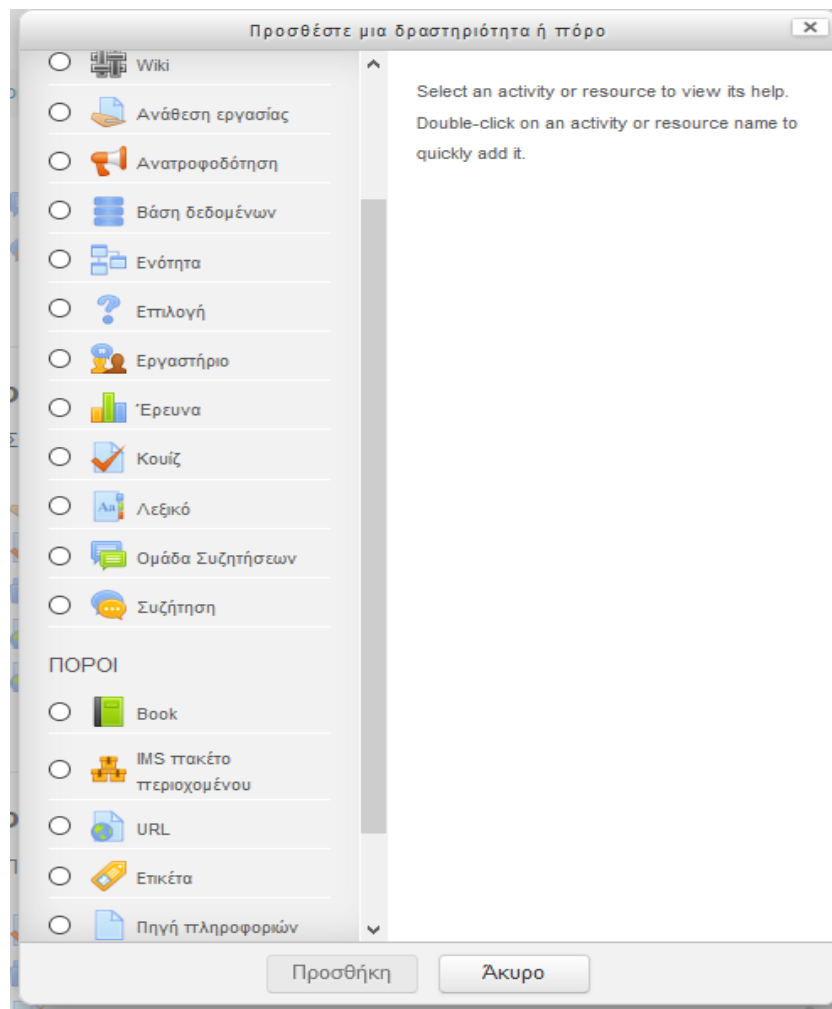 Προσθέστε μια δραστηριότητα ή πόρο
Wiki
Ανάθεση εργασίας
Ανατροφοδότηση
Βάση δεδομένων
Ενότητα
Επιλογή
Εργαστήριο
Έρευνα
Κουίζ
Λεξικό
Ομάδα Συζητήσεων
Συζήτηση
ΠΟΡΟΙ
Book
IMS πακέτο
περιοχομένου
URL
Ετικέτα
Πηγή πληροφοριών
Select an activity or resource to view its help.
Double-click on an activity or resource name to
quickly add it.
Προσθήκη
Άκυρο